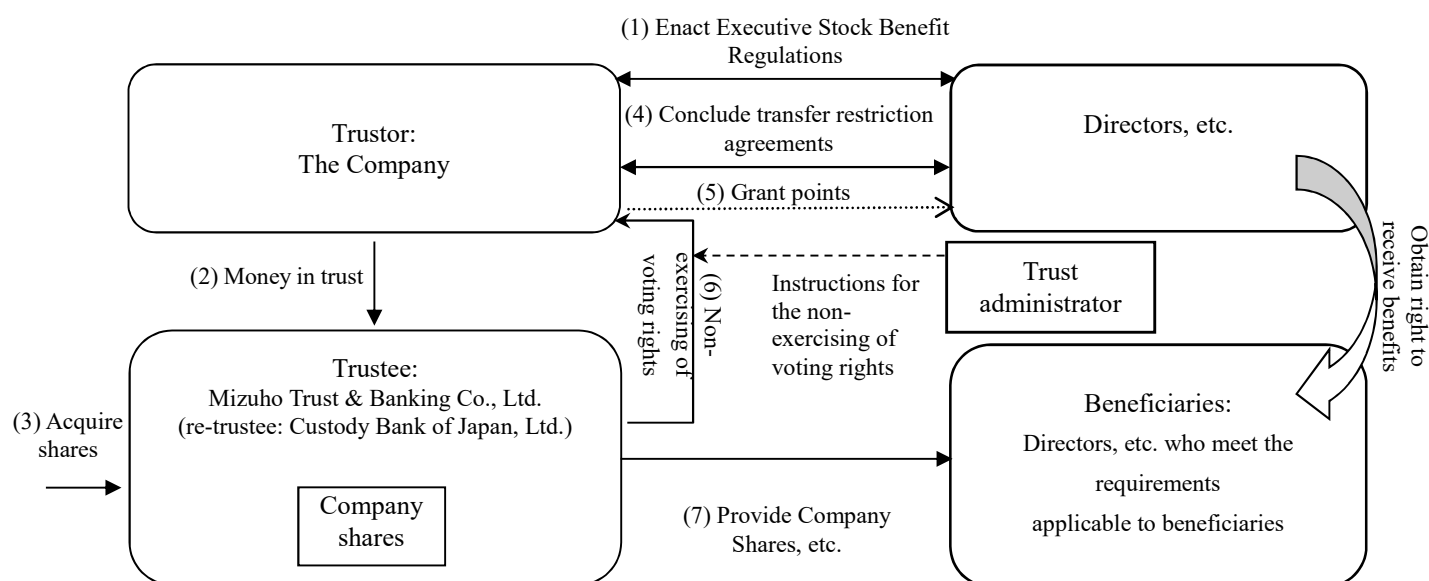 (1) Enact Executive Stock Benefit
Regulations
Trustor:
The Company
(4) Conclude transfer restriction
agreements
Directors, etc.
(5) Grant points
(2) Money in trust
(6) Non-
exercising of
voting rights
Instructions for
the non-
exercising of
voting rights
Trust
administrator
Obtain right to
receive benefits
Trustee:
Mizuho Trust & Banking Co., Ltd.
(re-trustee: Custody Bank of Japan, Ltd.)
(3) Acquire
shares
Company
shares
(7) Provide Company
Shares, etc.
Beneficiaries:
Directors, etc. who meet the
requirements
applicable to beneficiaries